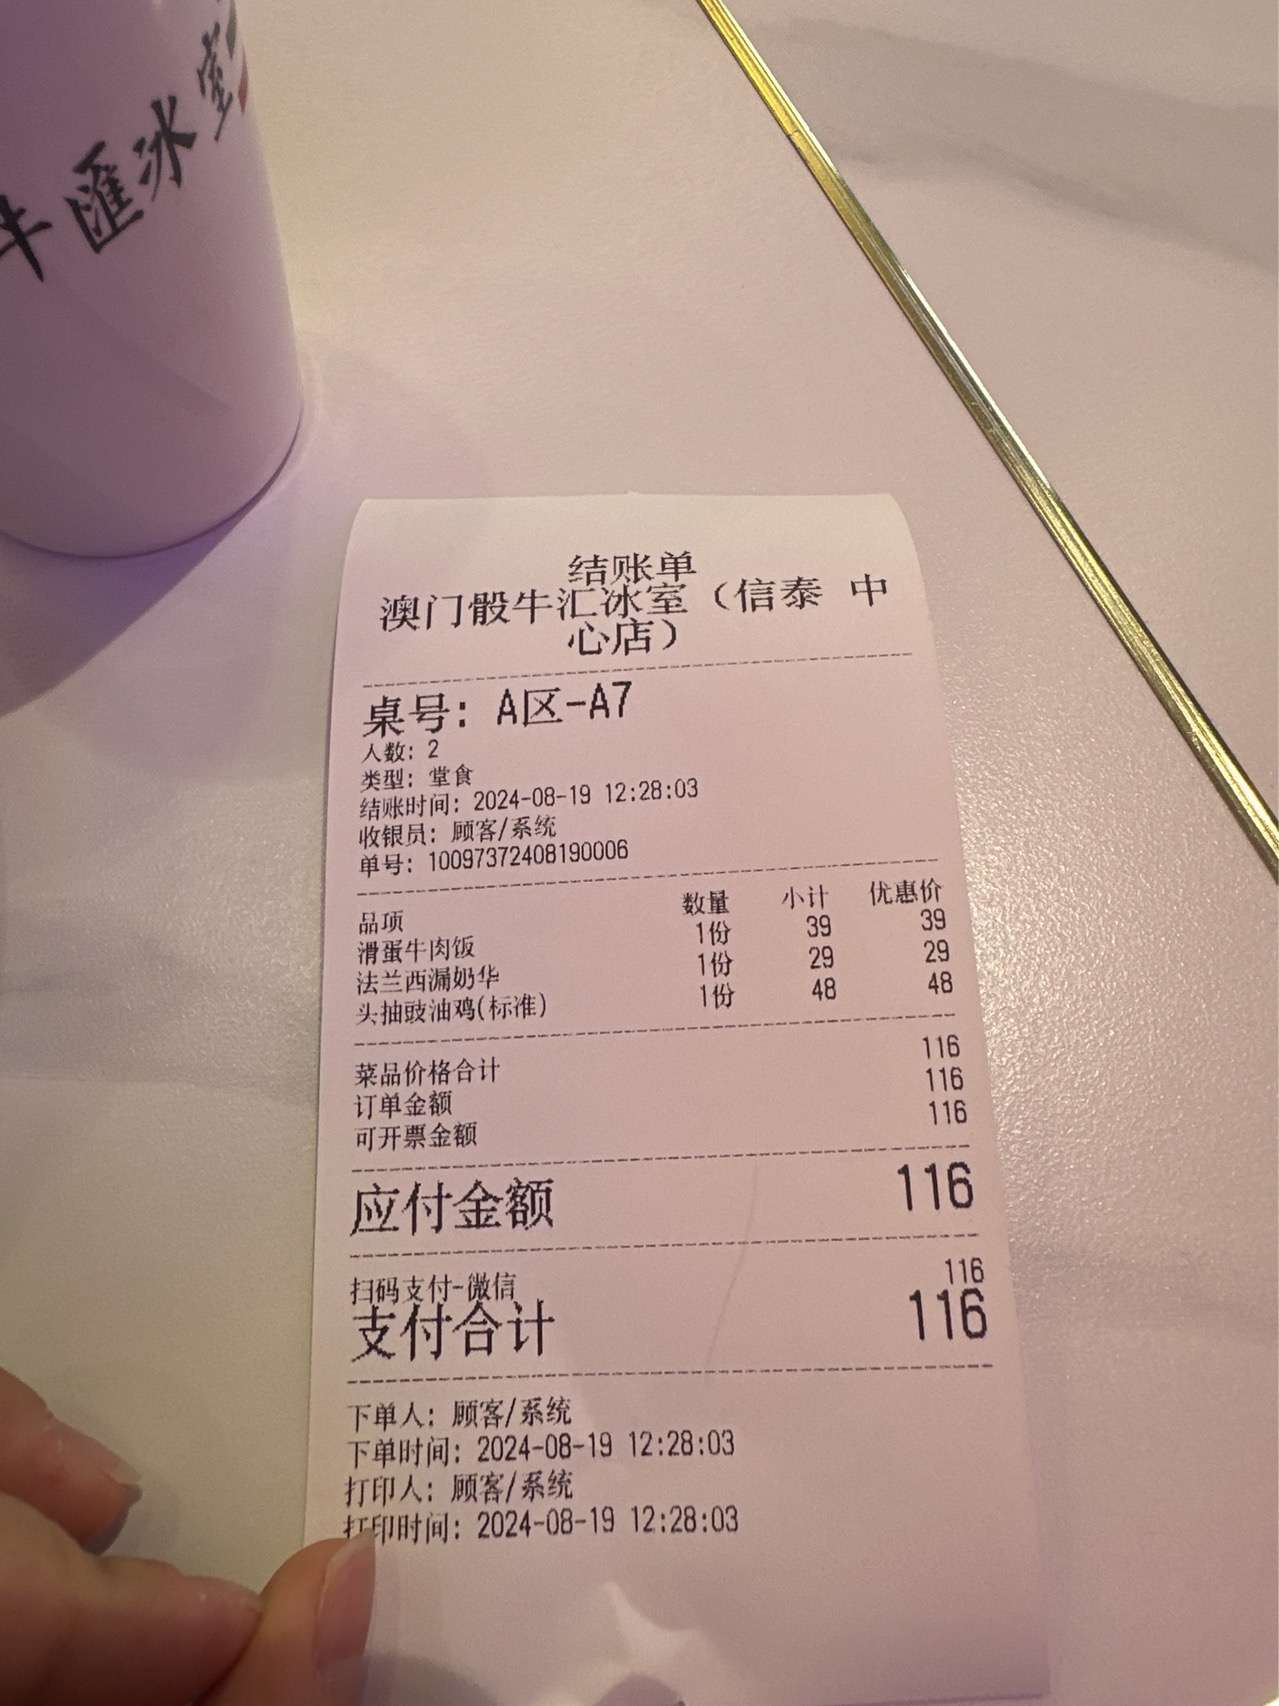 牛匯冰室
结账单
澳门骰牛汇冰室（信泰 中
心店）
桌号: A区-A7
人数: 2
类型: 堂食
结账时间: 2024-08-19 12:28:03
收银员: 顾客/系统
单号: 10097372408190006
品项 数量 小计 优惠价
滑蛋牛肉饭 1份 39 39
法兰西漏奶华 1份 29 29
头抽豉油鸡(标准) 1份 48 48
菜品价格合计 116
订单金额 116
可开票金额 116
应付金额 116
扫码支付-微信 116
支付合计 116
下单人: 顾客/系统
下单时间: 2024-08-19 12:28:03
打印人: 顾客/系统
打印时间: 2024-08-19 12:28:03